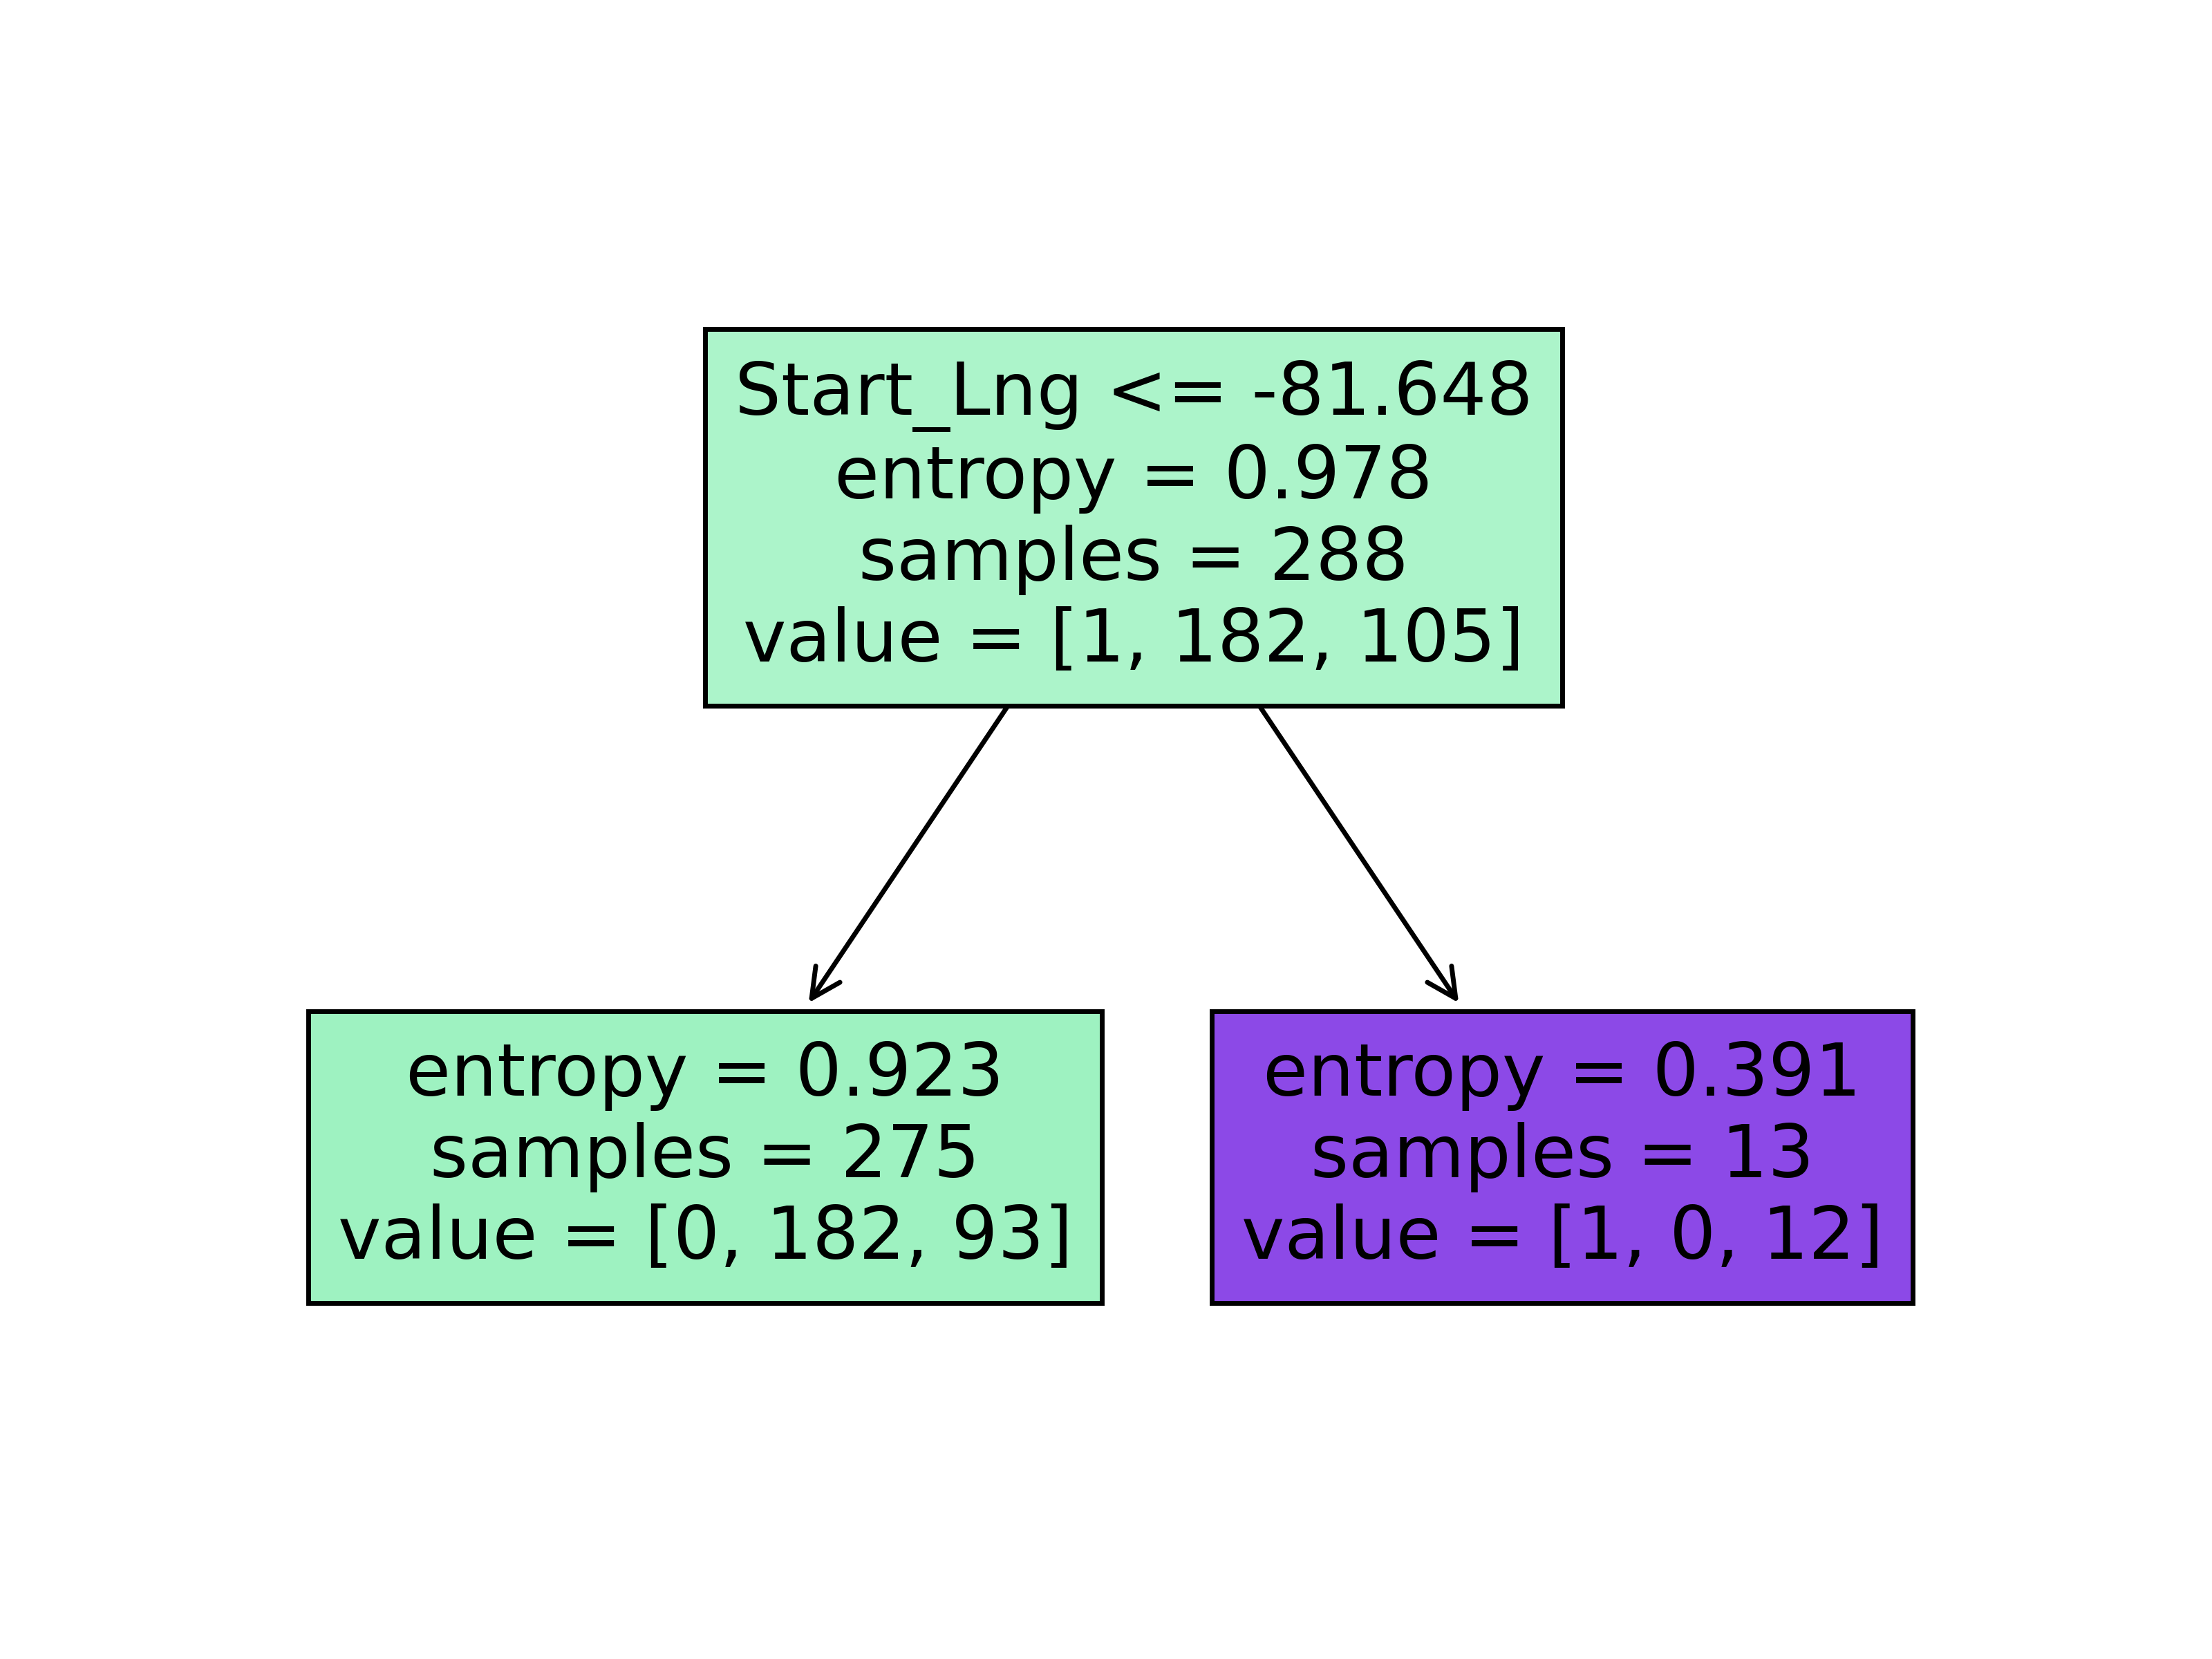 Start_Lng <= -81.648
entropy = 0.978
samples = 288
value = [1, 182, 105]
entropy = 0.923
samples = 275
value = [0, 182, 93]
entropy = 0.391
samples = 13
value = [1, 0, 12]